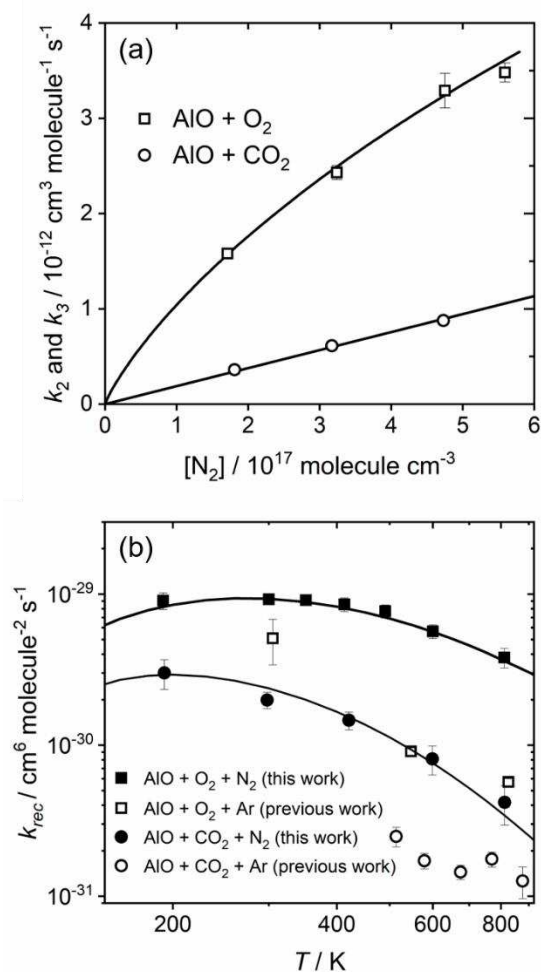 (a)
AlO + O₂
AlO + CO₂
k₂ and k₃ / 10⁻¹² cm³ molecule⁻¹ s⁻¹
4
3
2
1
0
0 1 2 3 4 5 6
[N₂] / 10¹⁷ molecule cm⁻³
(b)
k_rec / cm⁶ molecule⁻² s⁻¹
10⁻²⁹
10⁻³⁰
10⁻³¹
AlO + O₂ + N₂ (this work)
AlO + O₂ + Ar (previous work)
AlO + CO₂ + N₂ (this work)
AlO + CO₂ + Ar (previous work)
200 400 600 800
T / K